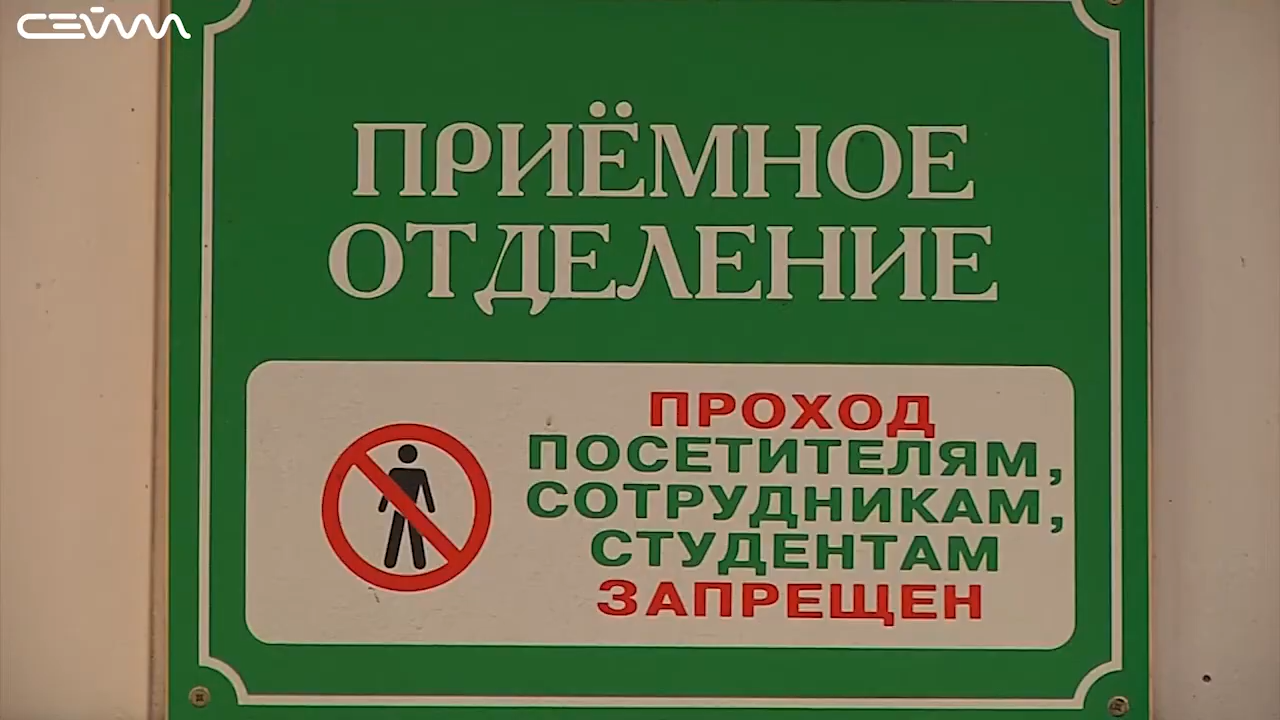 СЕЙМ
ПРИЁМНОЕ
ОТДЕЛЕНИЕ
ПРОХОД
ПОСЕТИТЕЛЯМ,
СОТРУДНИКАМ,
СТУДЕНТАМ
ЗАПРЕЩЕН